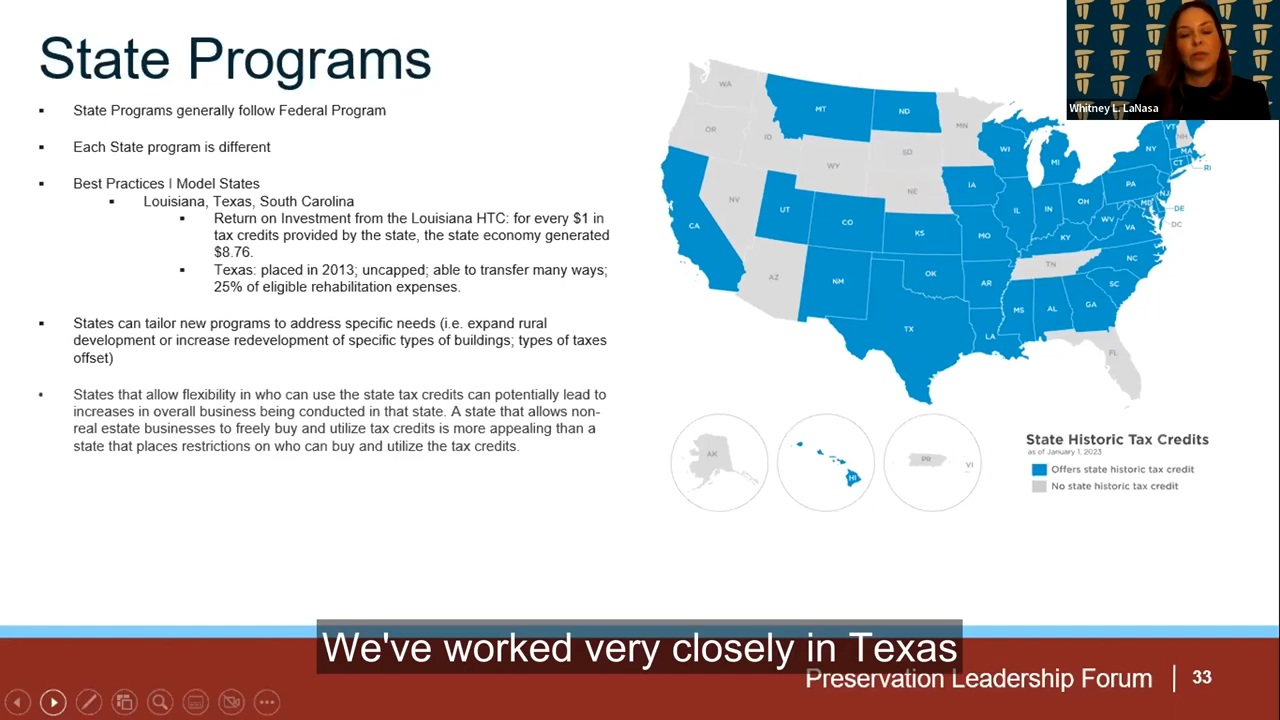 State Programs
▪ State Programs generally follow Federal Program
▪ Each State program is different
▪ Best Practices | Model States
▪ Louisiana, Texas, South Carolina
▪ Return on Investment from the Louisiana HTC: for every $1 in
tax credits provided by the state, the state economy generated
$8.76.
▪ Texas: placed in 2013; uncapped; able to transfer many ways;
25% of eligible rehabilitation expenses.
▪ States can tailor new programs to address specific needs (i.e. expand rural
development or increase redevelopment of specific types of buildings; types of taxes
offset)
• States that allow flexibility in who can use the state tax credits can potentially lead to
increases in overall business being conducted in that state. A state that allows non-
real estate businesses to freely buy and utilize tax credits is more appealing than a
state that places restrictions on who can buy and utilize the tax credits.
Whitney L. LaNasa
WA
MT
ND
MN
OR
ID
SD
WI
MI
NY
VT
NH
MA
CT
RI
WY
NE
IA
PA
NJ
NV
UT
CO
IL
IN
OH
MD
DE
DC
CA
KS
MO
WV
VA
KY
AZ
NM
OK
AR
TN
NC
SC
TX
LA
MS
AL
GA
FL
AK
HI
PR
VI
State Historic Tax Credits
as of January 1, 2023
Offers state historic tax credit
No state historic tax credit
We've worked very closely in Texas
Preservation Leadership Forum | 33